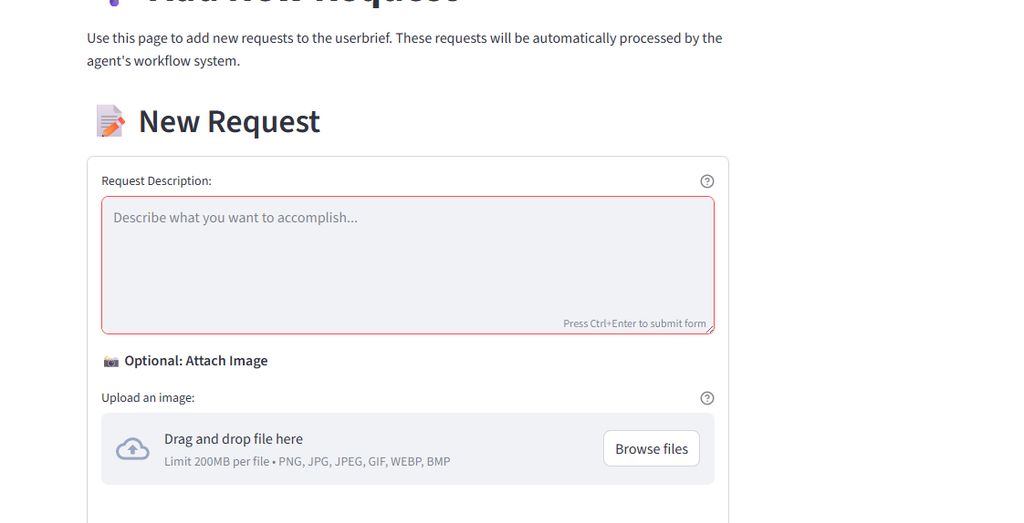 Add New Request
Use this page to add new requests to the userbrief. These requests will be automatically processed by the
agent's workflow system.
New Request
Request Description:
Describe what you want to accomplish...
Press Ctrl+Enter to submit form
Optional: Attach Image
Upload an image:
Drag and drop file here
Limit 200MB per file • PNG, JPG, JPEG, GIF, WEBP, BMP
Browse files